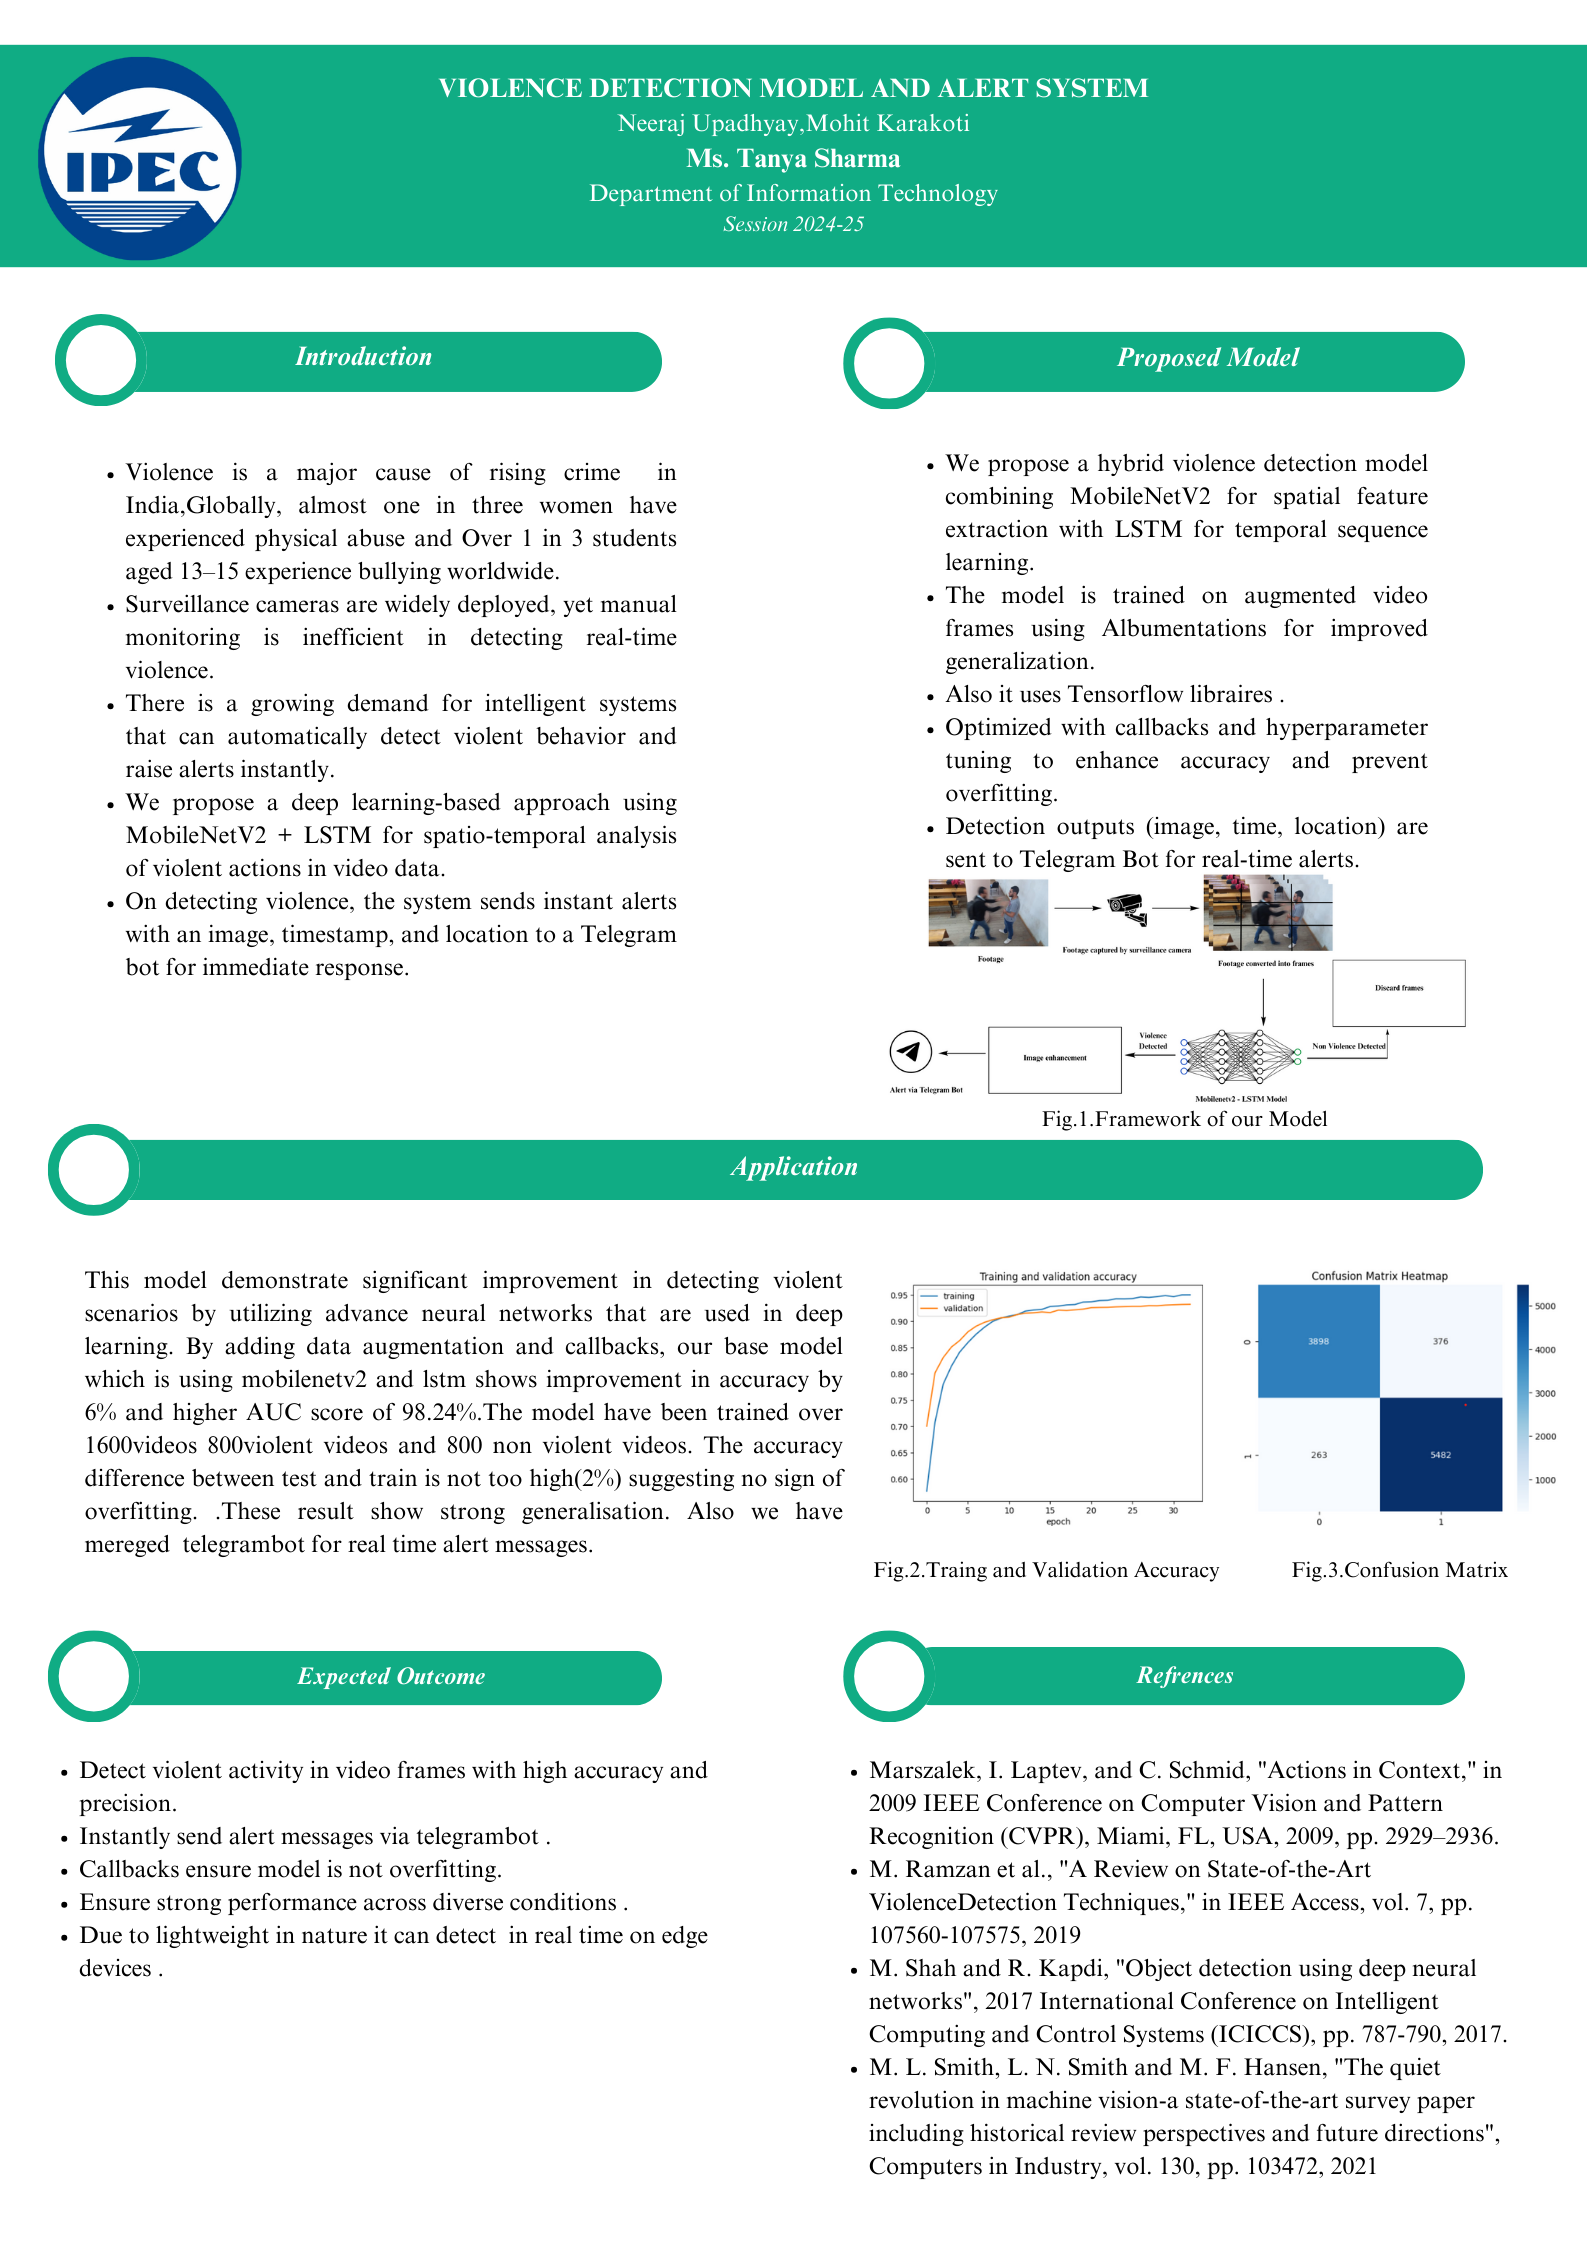 IPEC
VIOLENCE DETECTION MODEL AND ALERT SYSTEM
Neeraj Upadhyay,Mohit Karakoti
Ms. Tanya Sharma
Department of Information Technology
Session 2024-25
Introduction
Violence is a major cause of rising crime in
India,Globally, almost one in three women have
experienced physical abuse and Over 1 in 3 students
aged 13–15 experience bullying worldwide.
Surveillance cameras are widely deployed, yet manual
monitoring is inefficient in detecting real-time
violence.
There is a growing demand for intelligent systems
that can automatically detect violent behavior and
raise alerts instantly.
We propose a deep learning-based approach using
MobileNetV2 + LSTM for spatio-temporal analysis
of violent actions in video data.
On detecting violence, the system sends instant alerts
with an image, timestamp, and location to a Telegram
bot for immediate response.
Proposed Model
We propose a hybrid violence detection model
combining MobileNetV2 for spatial feature
extraction with LSTM for temporal sequence
learning.
The model is trained on augmented video
frames using Albumentations for improved
generalization.
Also it uses Tensorflow libraires .
Optimized with callbacks and hyperparameter
tuning to enhance accuracy and prevent
overfitting.
Detection outputs (image, time, location) are
sent to Telegram Bot for real-time alerts.
Footage
Footage captured by surveillance camera
Footage converted into frames
Discard frames
Violence
Detected
Non Violence Detected
Image enhancement
Alert via Telegram Bot
Mobilenetv2 - LSTM Model
Fig.1.Framework of our Model
Application
This model demonstrate significant improvement in detecting violent
scenarios by utilizing advance neural networks that are used in deep
learning. By adding data augmentation and callbacks, our base model
which is using mobilenetv2 and lstm shows improvement in accuracy by
6% and higher AUC score of 98.24%.The model have been trained over
1600videos 800violent videos and 800 non violent videos. The accuracy
difference between test and train is not too high(2%) suggesting no sign of
overfitting. .These result show strong generalisation. Also we have
mereged telegrambot for real time alert messages.
Training and validation accuracy
training
validation
0.95
0.90
0.85
0.80
0.75
0.70
0.65
0.60
0 5 10 15 20 25 30
epoch
Fig.2.Traing and Validation Accuracy
Confusion Matrix Heatmap
0 3898 376
1 263 5482
0 1
5000
4000
3000
2000
1000
Fig.3.Confusion Matrix
Expected Outcome
Detect violent activity in video frames with high accuracy and
precision.
Instantly send alert messages via telegrambot .
Callbacks ensure model is not overfitting.
Ensure strong performance across diverse conditions .
Due to lightweight in nature it can detect in real time on edge
devices .
Refrences
Marszalek, I. Laptev, and C. Schmid, "Actions in Context," in
2009 IEEE Conference on Computer Vision and Pattern
Recognition (CVPR), Miami, FL, USA, 2009, pp. 2929–2936.
M. Ramzan et al., "A Review on State-of-the-Art
ViolenceDetection Techniques," in IEEE Access, vol. 7, pp.
107560-107575, 2019
M. Shah and R. Kapdi, "Object detection using deep neural
networks", 2017 International Conference on Intelligent
Computing and Control Systems (ICICCS), pp. 787-790, 2017.
M. L. Smith, L. N. Smith and M. F. Hansen, "The quiet
revolution in machine vision-a state-of-the-art survey paper
including historical review perspectives and future directions",
Computers in Industry, vol. 130, pp. 103472, 2021